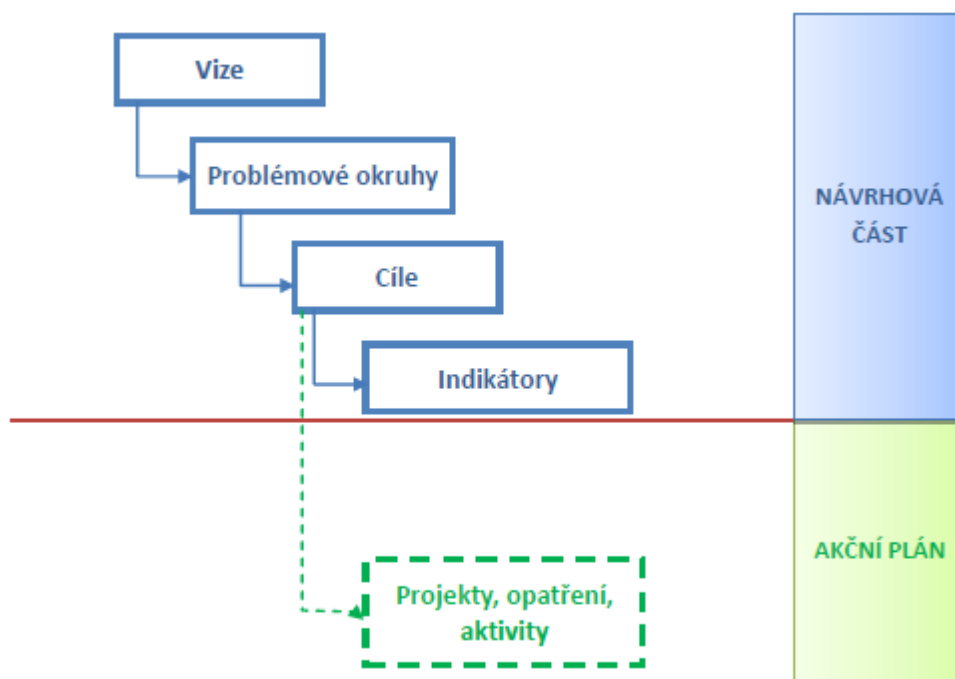 Vize
Problémové okruhy
NÁVRHOVÁ
ČÁST
Cíle
Indikátory
AKČNÍ PLÁN
Projekty, opatření,
aktivity